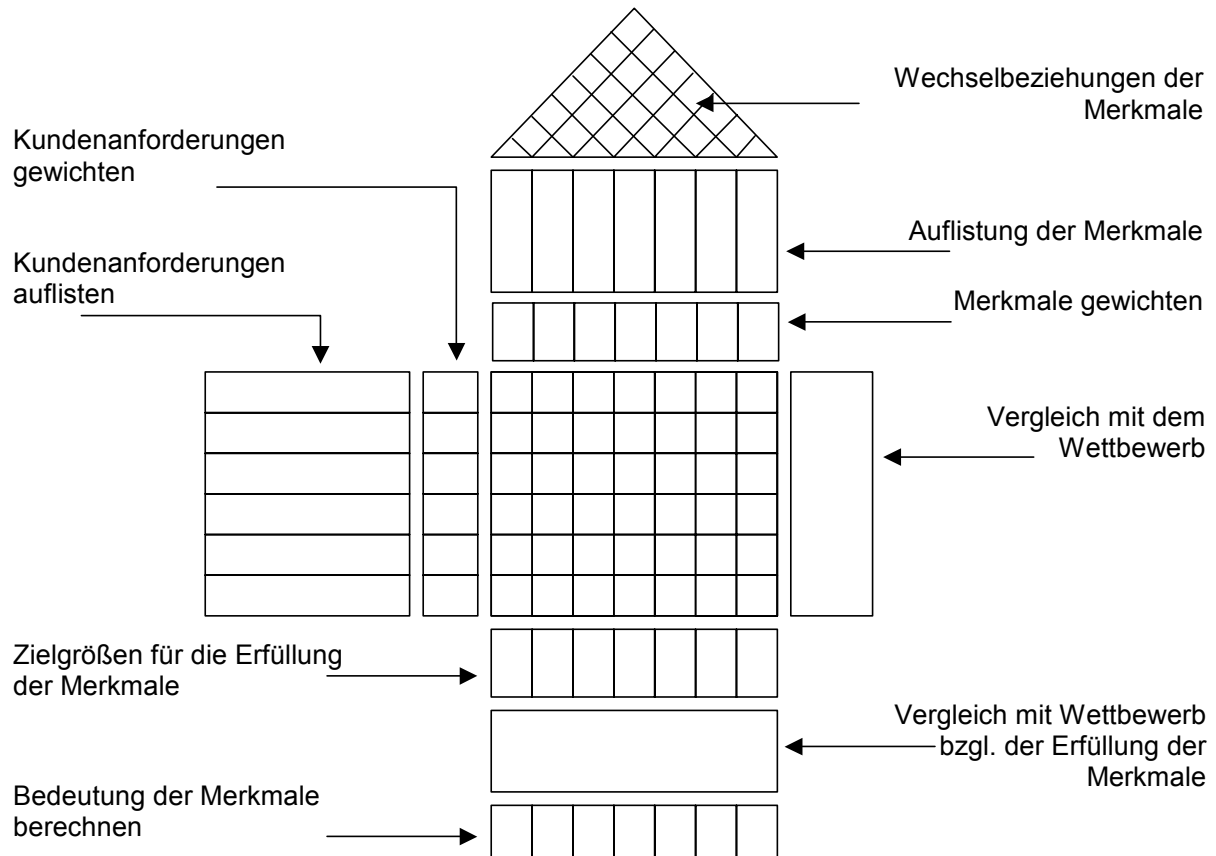 Wechselbeziehungen der
Merkmale
Kundenanforderungen
gewichten
Auflistung der Merkmale
Kundenanforderungen
auflisten
Merkmale gewichten
Vergleich mit dem
Wettbewerb
Zielgrößen für die Erfüllung
der Merkmale
Vergleich mit Wettbewerb
bzgl. der Erfüllung der
Merkmale
Bedeutung der Merkmale
berechnen